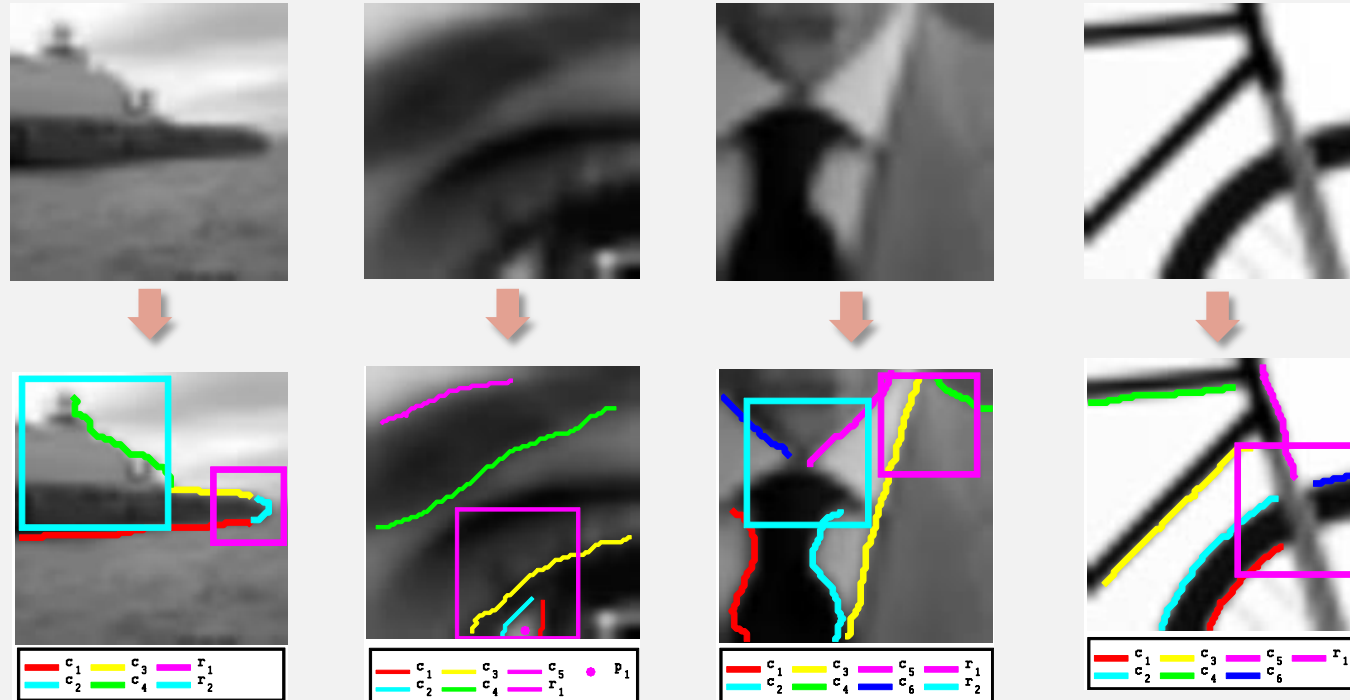 c1 c3 r1
c2 c4 r2
c1 c3 c5 p1
c2 c4 r1
c1 c3 c5 r1
c2 c4 c6 r2
c1 c3 c5 r1
c2 c4 c6